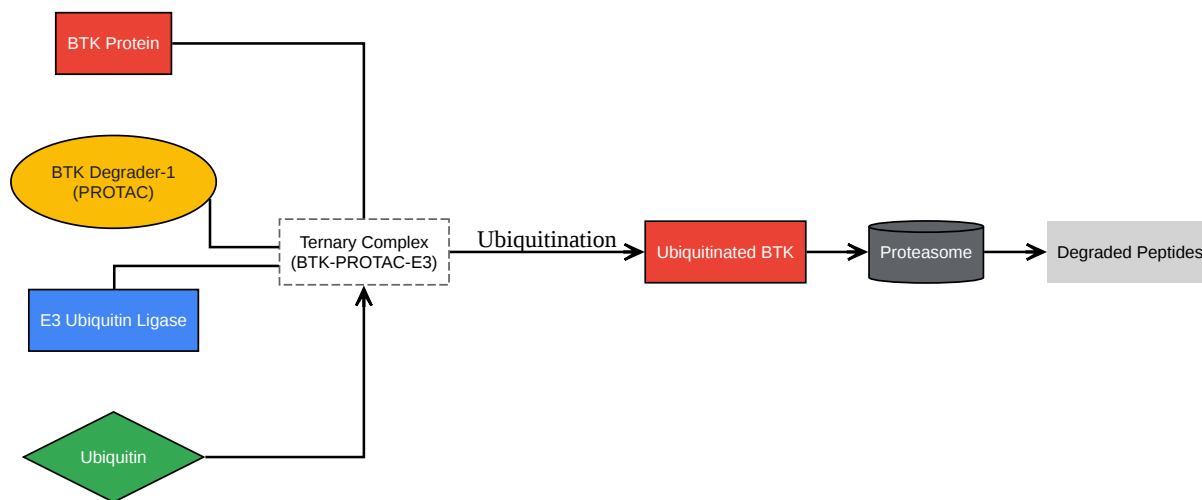 BTK Protein
BTK Degrader-1
(PROTAC)
E3 Ubiquitin Ligase
Ubiquitin
Ternary Complex
(BTK-PROTAC-E3)
Ubiquitination
Ubiquitinated BTK
Proteasome
Degraded Peptides